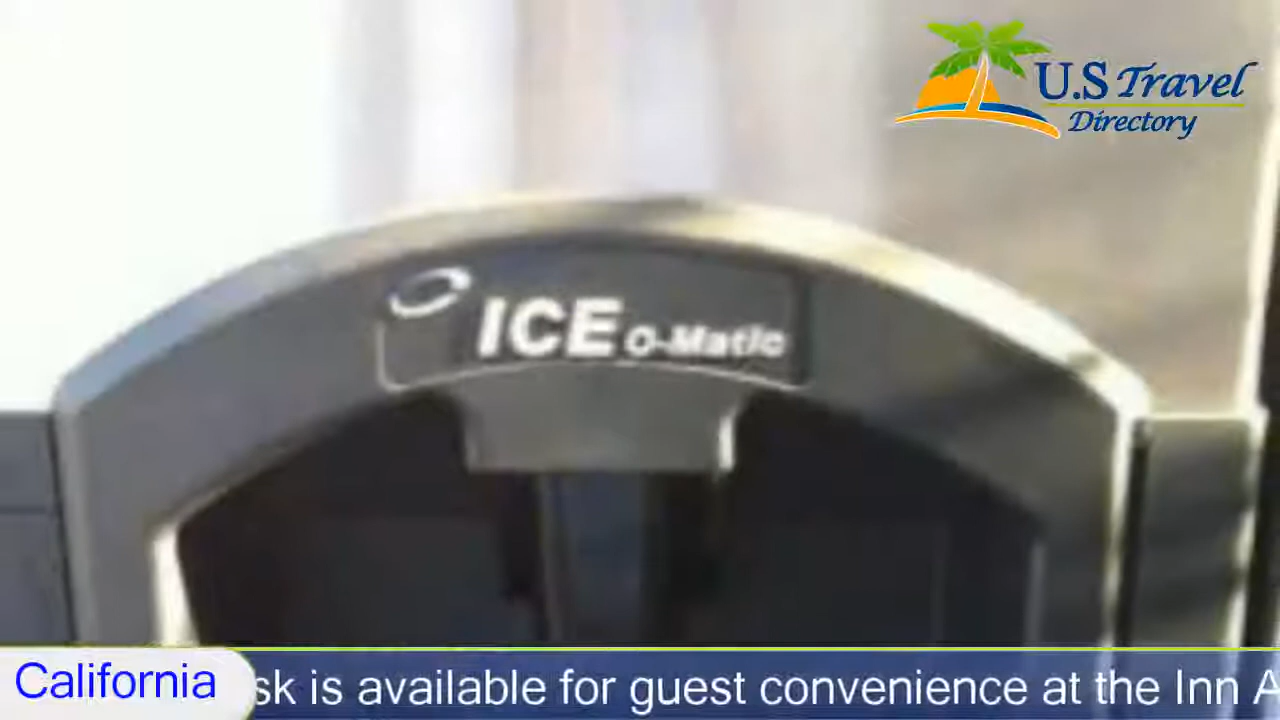 U.S Travel
Directory
ICE O-Matic
California
sk is available for guest convenience at the Inn A